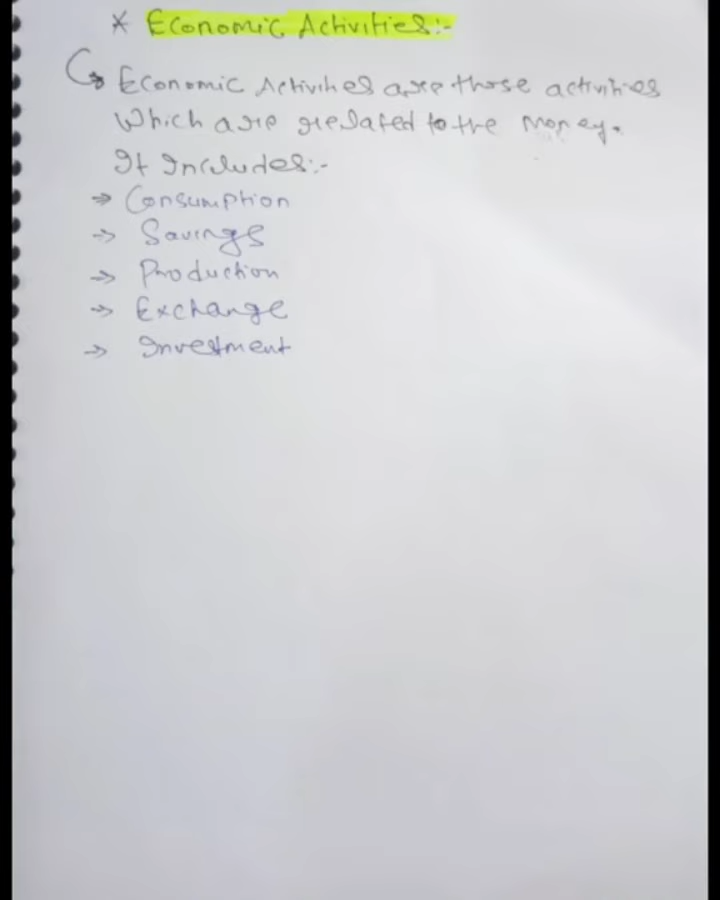 * Economic Activities:-
↳ Economic Activities are those activities
which are related to the money.
It Includes:-
→ Consumption
→ Savings
→ Production
→ Exchange
→ Investment